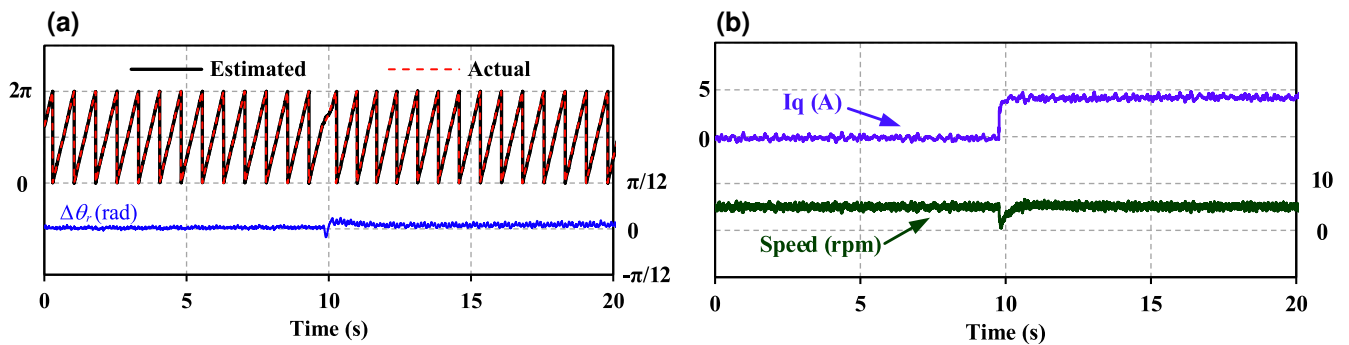 (a)
Estimated
Actual
2π
0
π/12
Δθr (rad)
0
-π/12
0 5 10 15 20
Time (s)
(b)
5
Iq (A)
0
10
Speed (rpm)
0
0 5 10 15 20
Time (s)